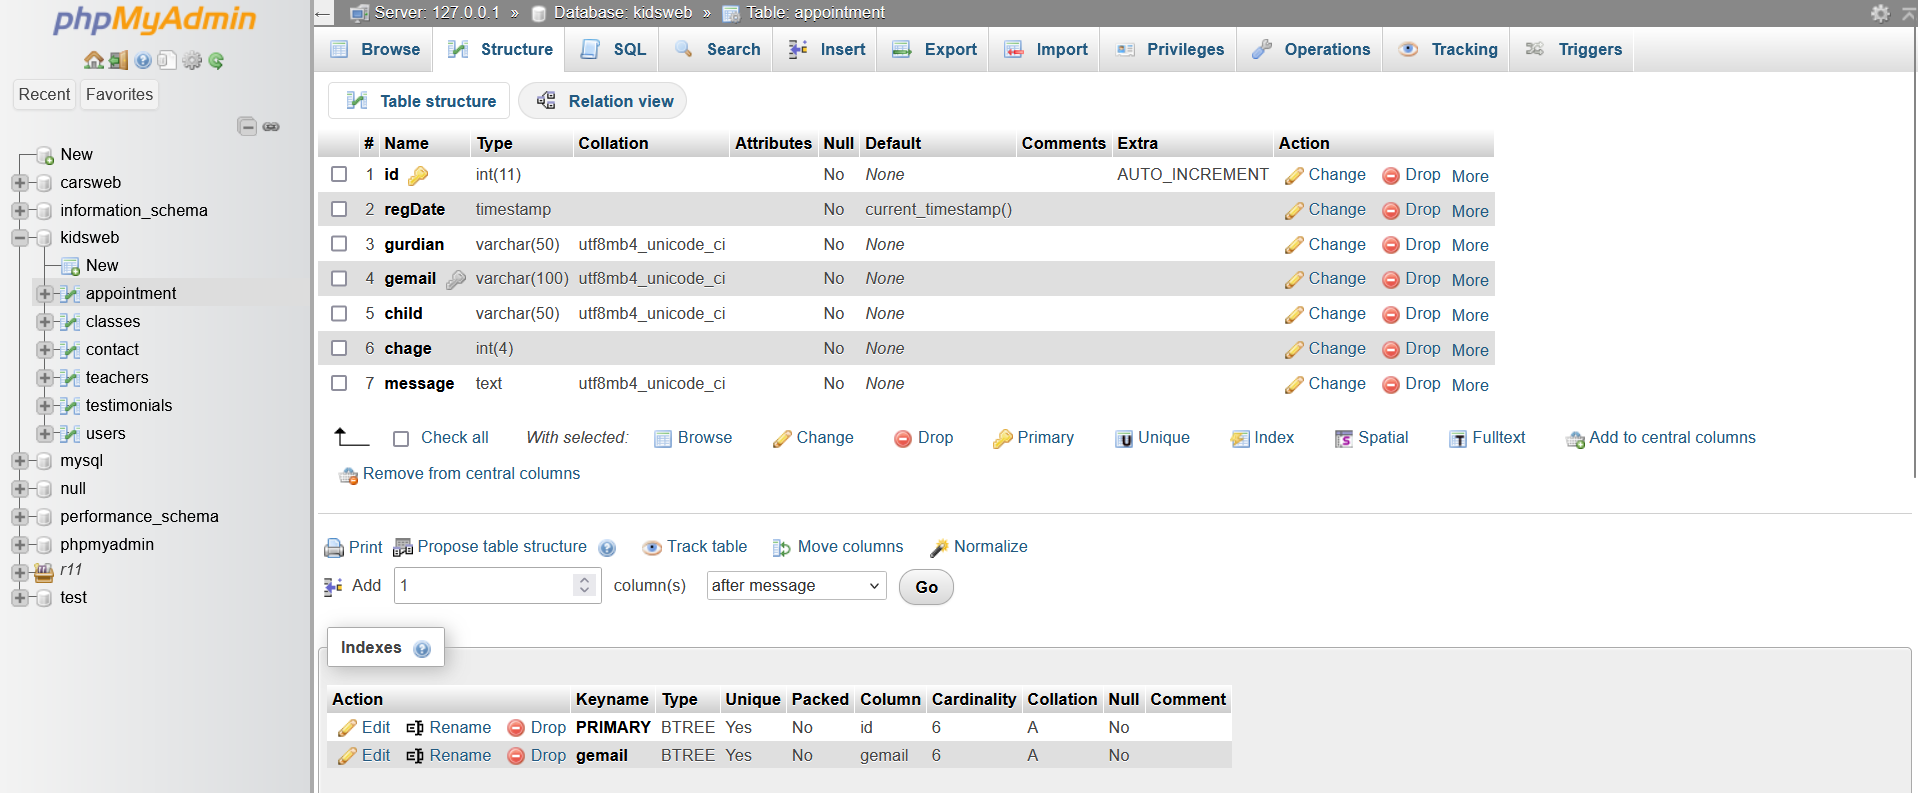 phpMyAdmin
Recent Favorites
New
carsweb
information_schema
kidsweb
New
appointment
classes
contact
teachers
testimonials
users
mysql
null
performance_schema
phpmyadmin
r11
test
Server: 127.0.0.1 » Database: kidsweb » Table: appointment
Browse Structure SQL Search Insert Export Import Privileges Operations Tracking Triggers
Table structure Relation view
# Name Type Collation Attributes Null Default Comments Extra Action
1 id int(11) No None AUTO_INCREMENT Change Drop More
2 regDate timestamp No current_timestamp() Change Drop More
3 gurdian varchar(50) utf8mb4_unicode_ci No None Change Drop More
4 gemail varchar(100) utf8mb4_unicode_ci No None Change Drop More
5 child varchar(50) utf8mb4_unicode_ci No None Change Drop More
6 chage int(4) No None Change Drop More
7 message text utf8mb4_unicode_ci No None Change Drop More
Check all With selected: Browse Change Drop Primary Unique Index Spatial Fulltext Add to central columns
Remove from central columns
Print Propose table structure Track table Move columns Normalize
Add 1 column(s) after message Go
Indexes
Action Keyname Type Unique Packed Column Cardinality Collation Null Comment
Edit Rename Drop PRIMARY BTREE Yes No id 6 A No
Edit Rename Drop gemail BTREE Yes No gemail 6 A No